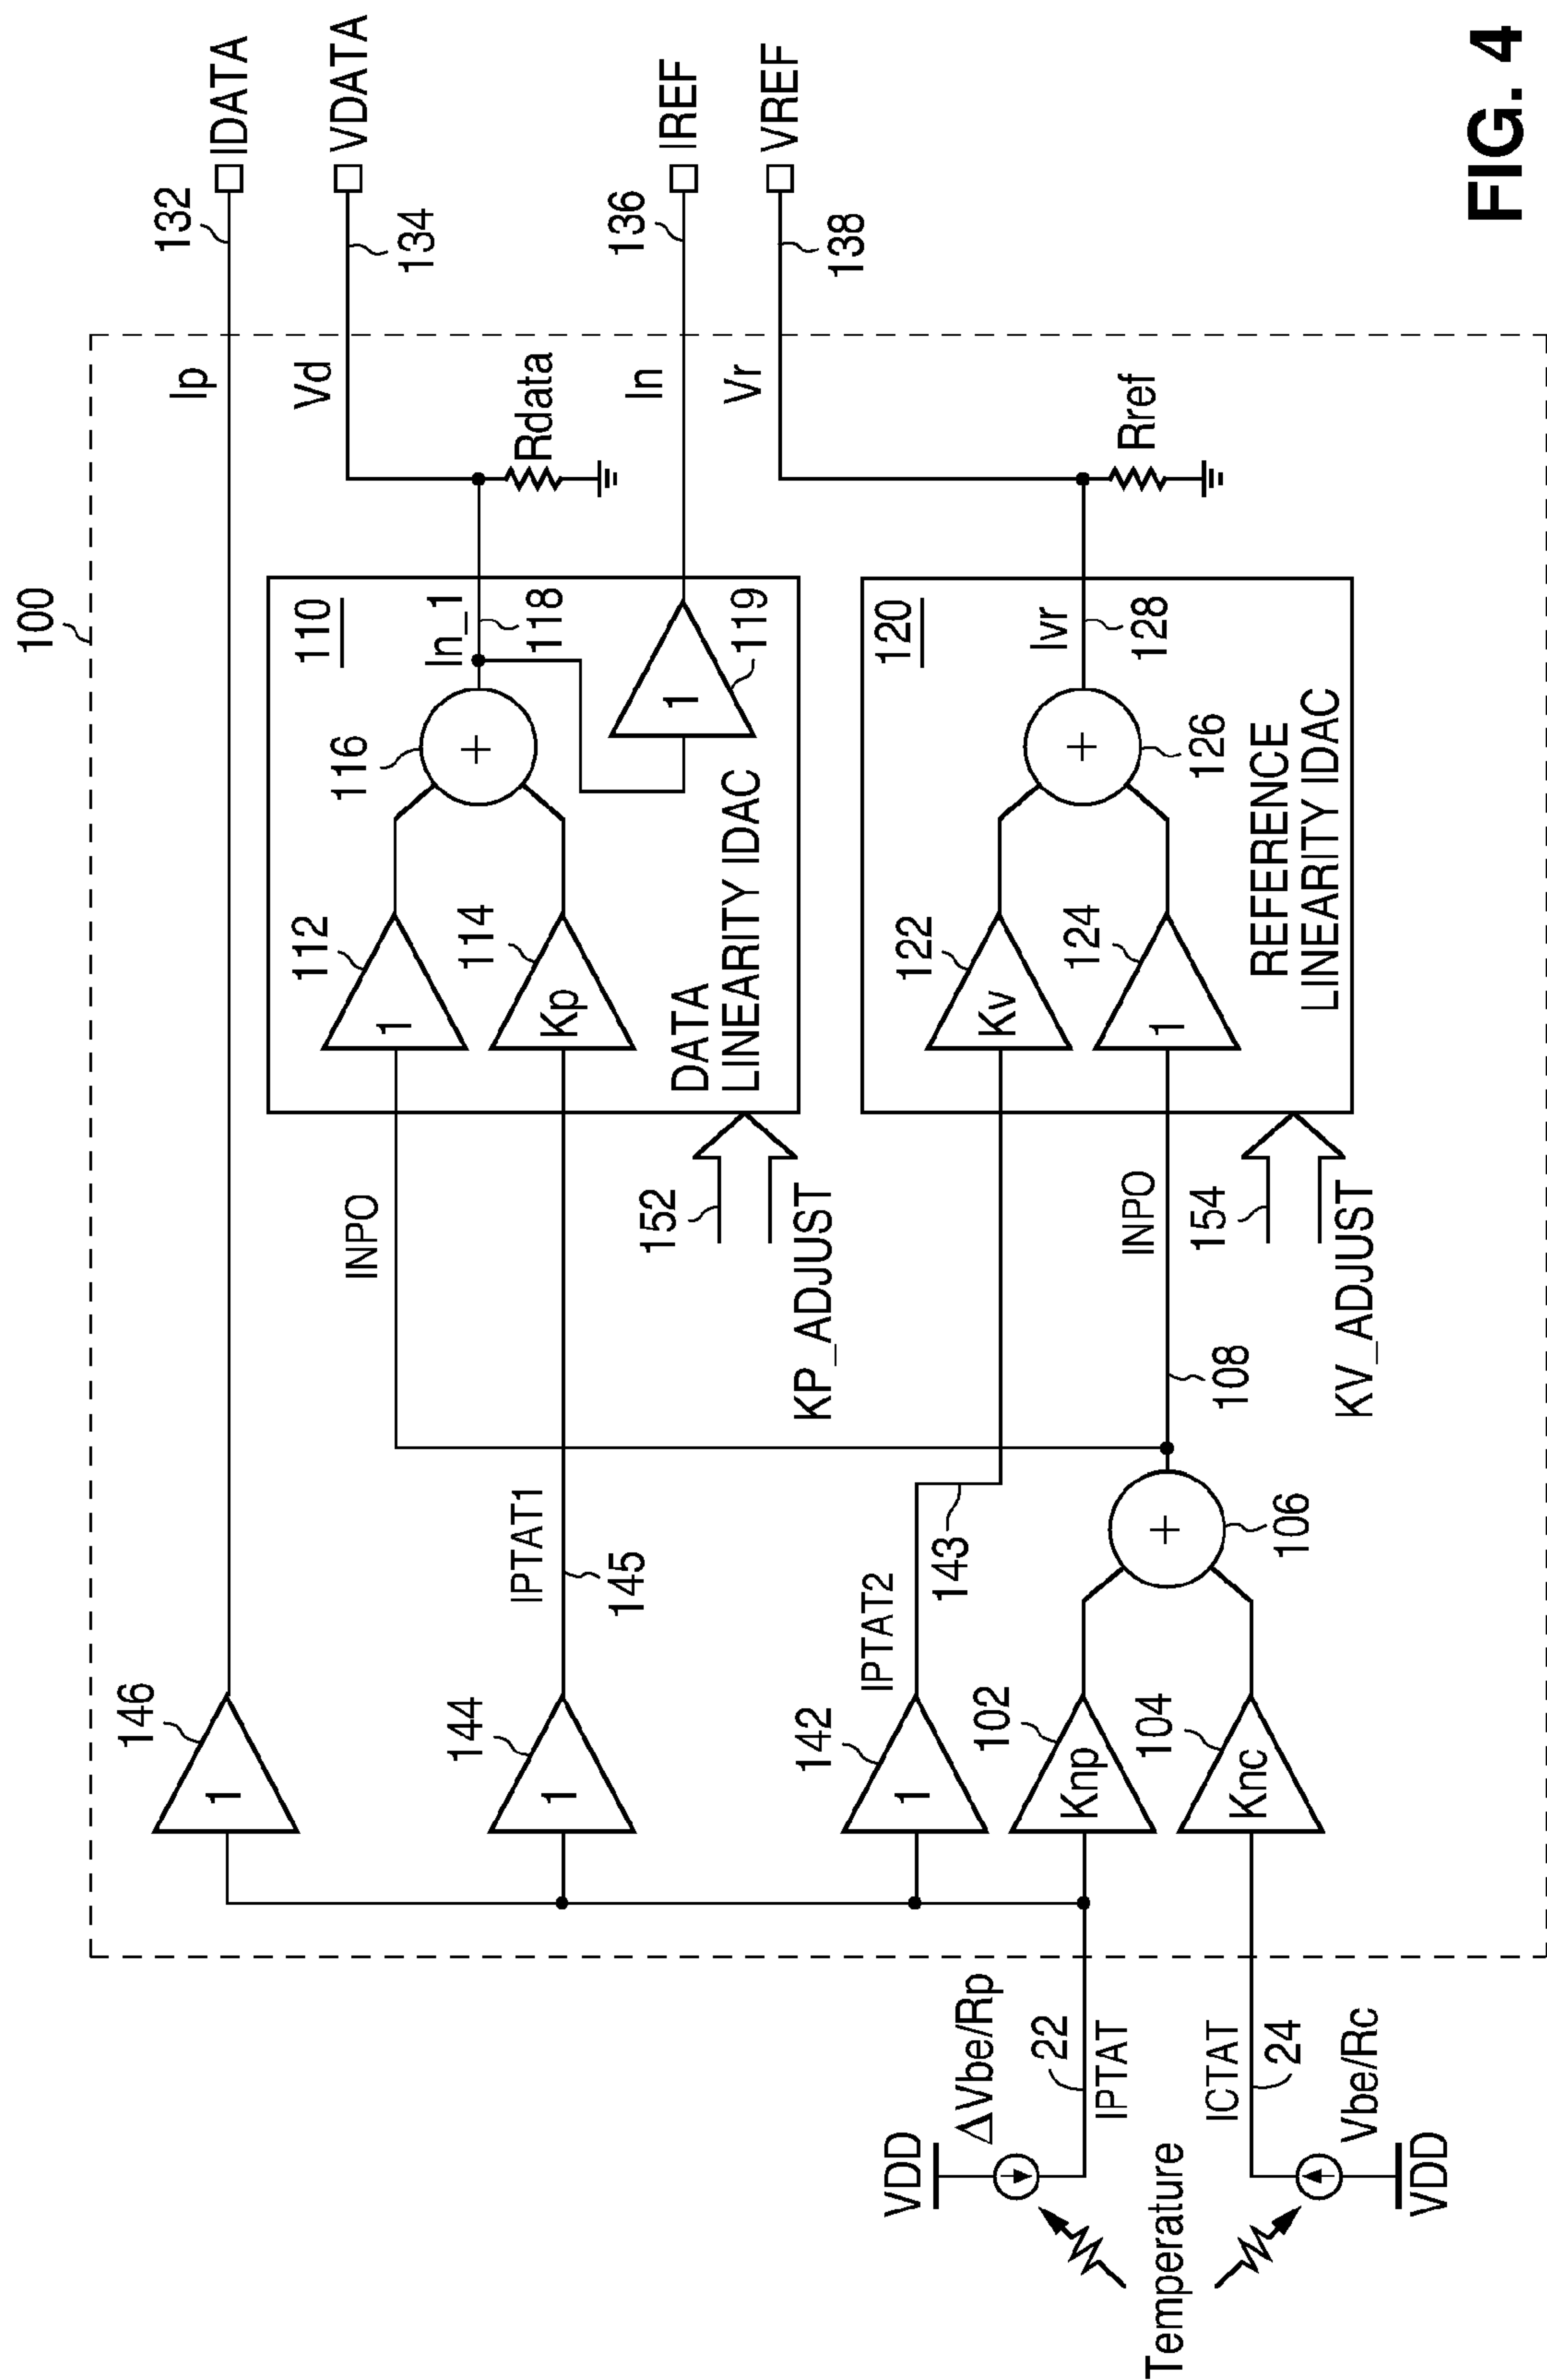 100
146
1
Ip
132
IDATA
144
1
IPTAT1
145
INPO
112
1
114
Kp
116
+
110
In_1
118
1
119
DATA
LINEARITY IDAC
152
KP_ADJUST
Vd
134
VDATA
Rdata
In
136
IREF
Vr
138
VREF
142
1
IPTAT2
143
102
Knp
104
Knc
+
106
108
INPO
122
Kv
124
1
+
126
120
Ivr
128
REFERENCE
LINEARITY IDAC
154
KV_ADJUST
Rref
VDD
ΔVbe/Rp
22
IPTAT
Temperature
ICTAT
24
Vbe/Rc
VDD
FIG. 4